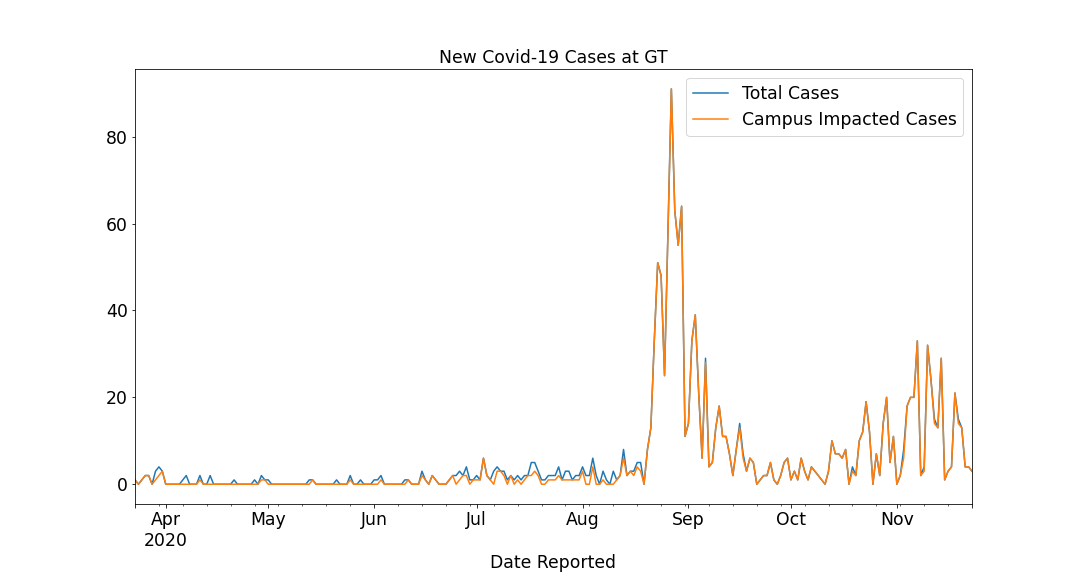 New Covid-19 Cases at GT
Total Cases
Campus Impacted Cases
80
60
40
20
0
Apr May Jun Jul Aug Sep Oct Nov
2020
Date Reported